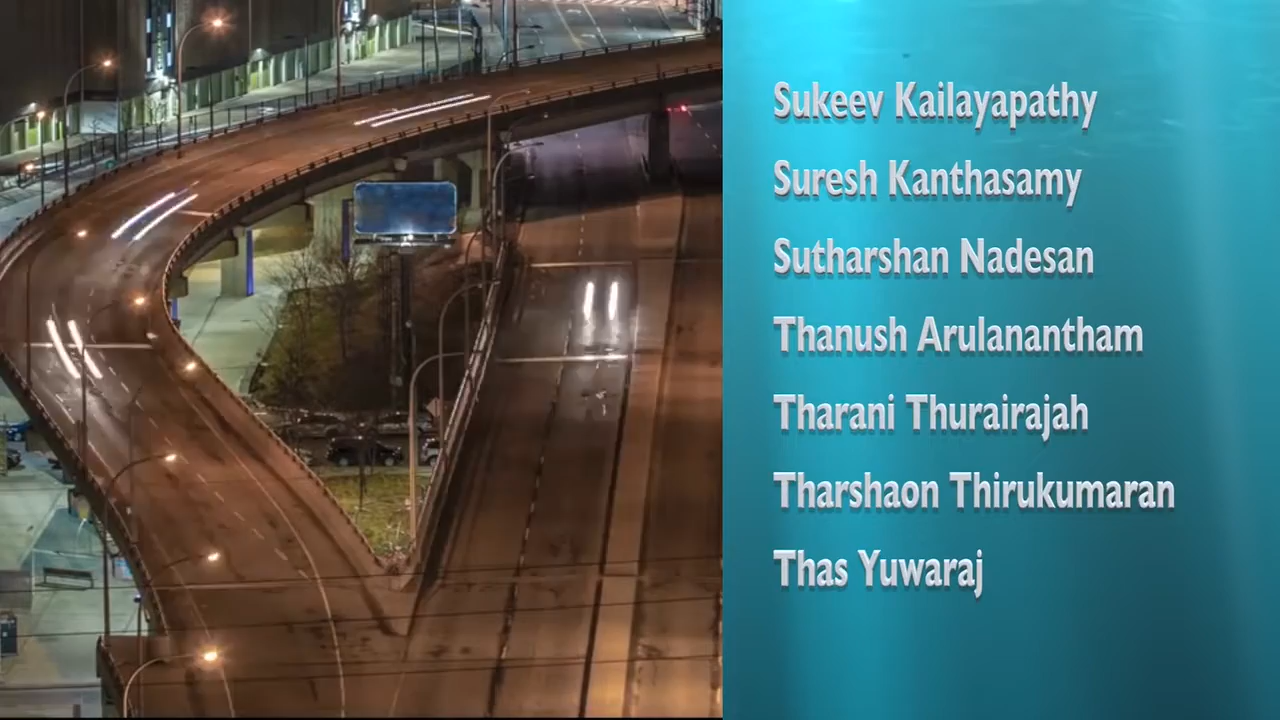 Sukeev Kailayapathy
Suresh Kanthasamy
Sutharshan Nadesan
Thanush Arulanantham
Tharani Thurairajah
Tharshaon Thirukumaran
Thas Yuwaraj